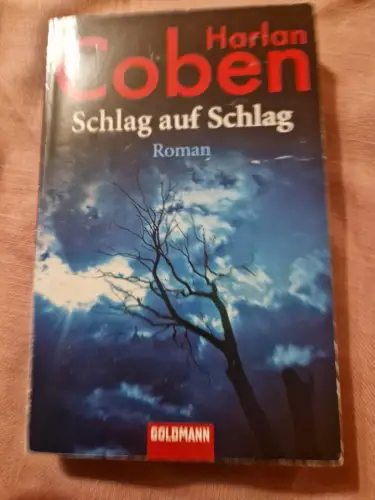 Harlan
Coben
Schlag auf Schlag
Roman
GOLDMANN